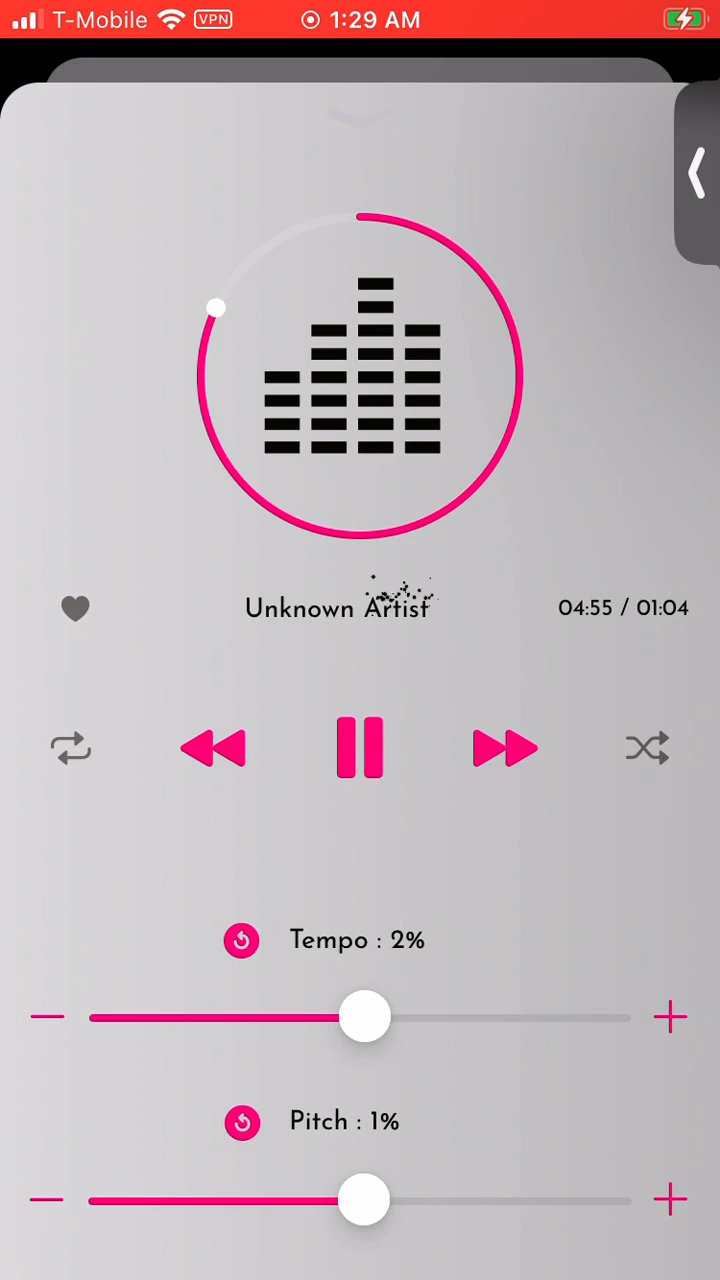 T-Mobile VPN 1:29 AM
Unknown Artist
04:55 / 01:04
Tempo : 2%
Pitch : 1%